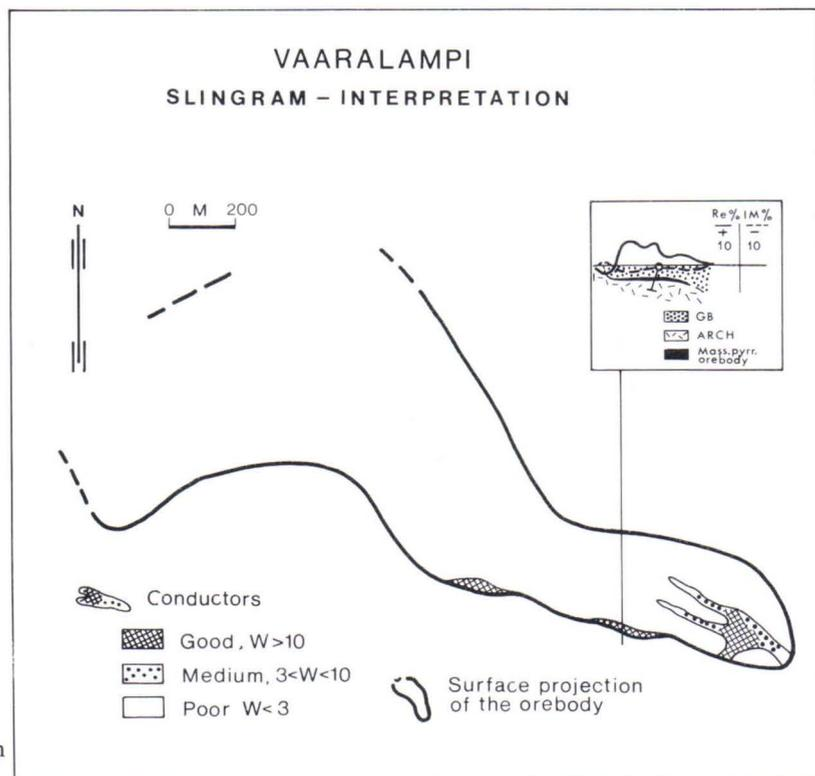 VAARALAMPI
SLINGRAM – INTERPRETATION
N
0 M 200
Re% IM%
+ –
10 10
GB
ARCH
Mass.pyrr.
orebody
Conductors
Good, W>10
Medium, 3<W<10
Poor W<3
Surface projection
of the orebody